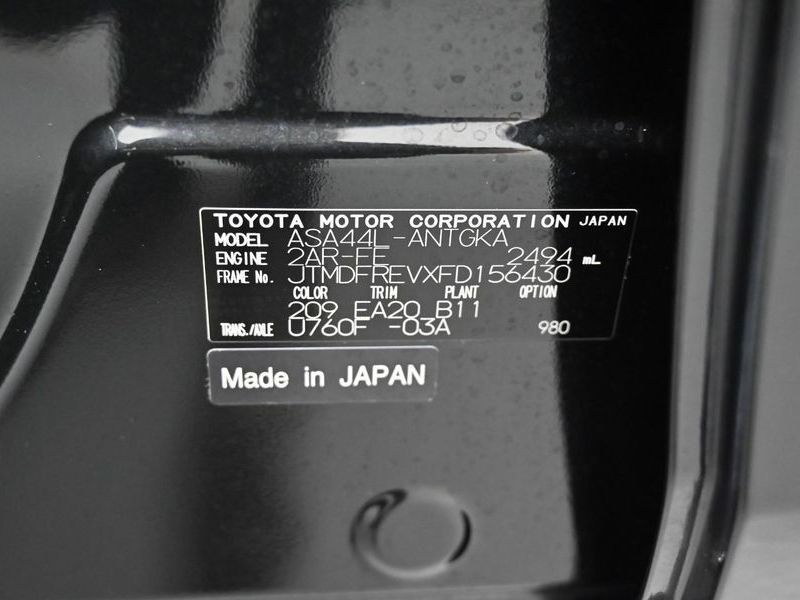 TOYOTA MOTOR CORPORATION JAPAN
MODEL ASA44L-ANTGKA
ENGINE 2AR-FE 2494 mL
FRAME No. JTMDFREVXFD156430
COLOR TRIM PLANT OPTION
209 EA20 B11
TRANS./AXLE U760F -03A 980
Made in JAPAN